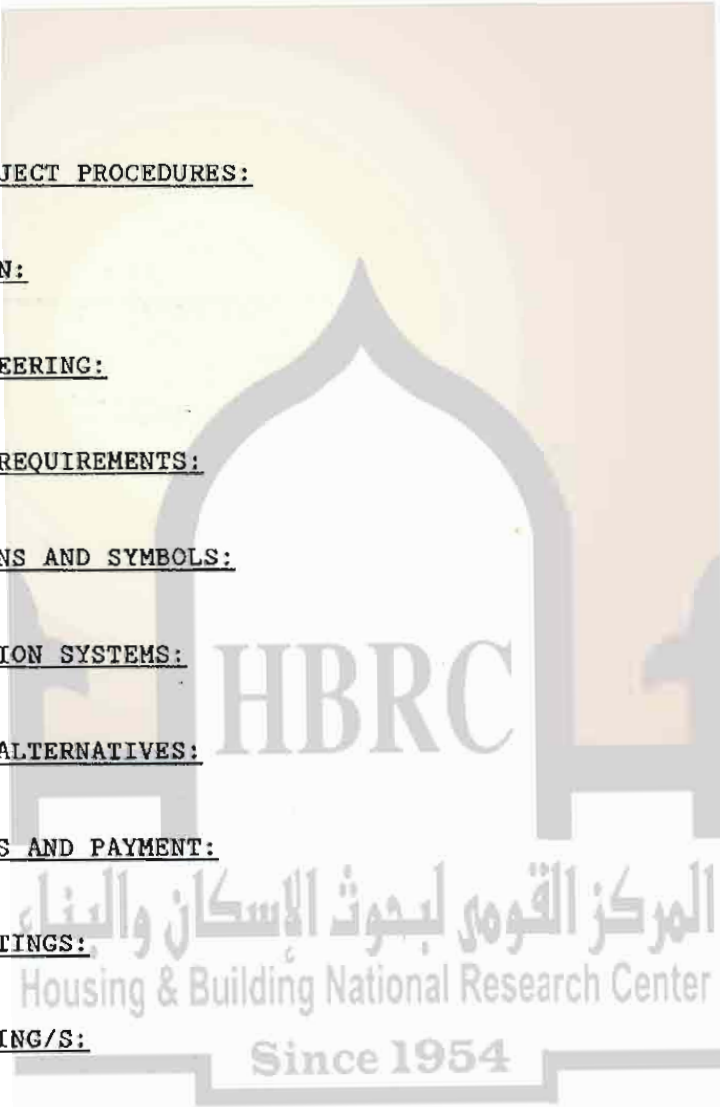 JECT PROCEDURES:
N:
EERING:
REQUIREMENTS:
NS AND SYMBOLS:
ION SYSTEMS:
HBRC
ALTERNATIVES:
S AND PAYMENT:
المركز القومى لبحوث الإسكان والبناء
TINGS:
Housing & Building National Research Center
ING/S:
Since 1954